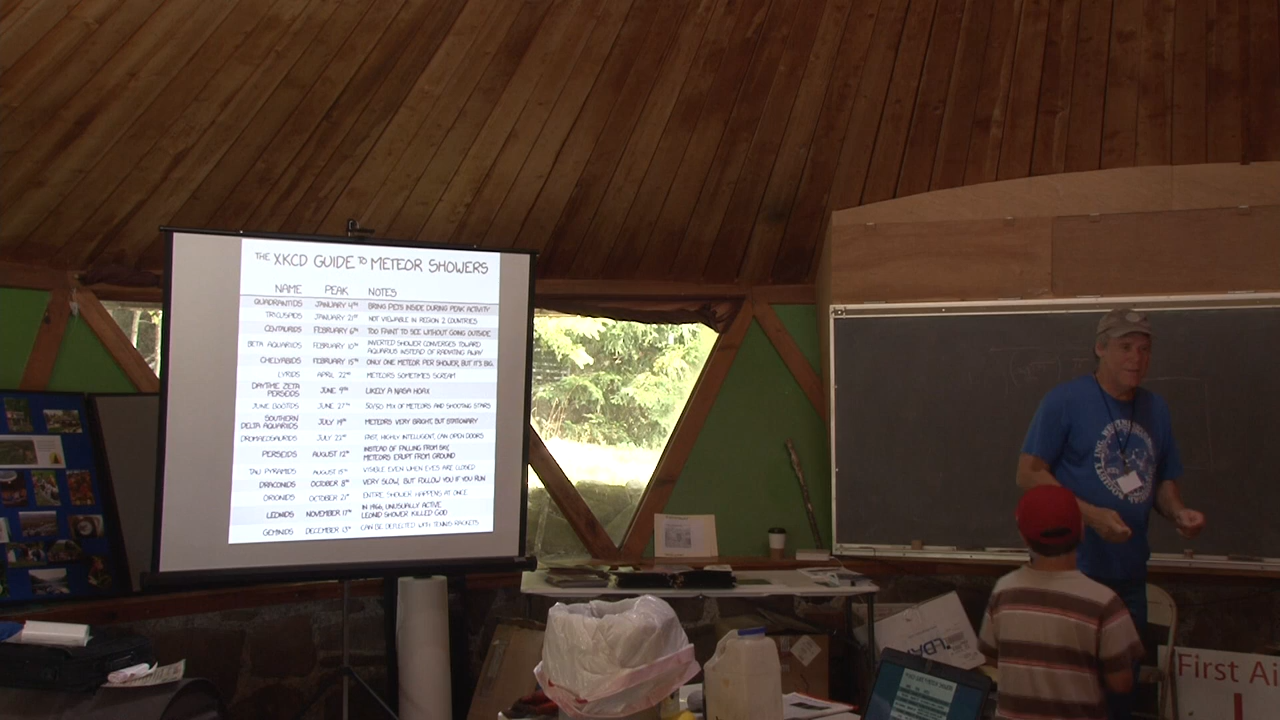 THE XKCD GUIDE TO METEOR SHOWERS
NAME PEAK NOTES
QUADRANTIDS JANUARY 4TH BRING PETS INSIDE DURING PEAK ACTIVITY
TRICUSPIDS JANUARY 21ST NOT VIEWABLE IN REGION 2 COUNTRIES
CENTAURIDS FEBRUARY 6TH TOO FAINT TO SEE WITHOUT GOING OUTSIDE
BETA AQUARIIDS FEBRUARY 10TH INVERTED SHOWER CONVERGES TOWARD
AQUARIUS INSTEAD OF RADIATING AWAY
CHELYABIDS FEBRUARY 15TH ONLY ONE METEOR PER SHOWER, BUT IT'S BIG.
LYRIDS APRIL 22ND METEORS SOMETIMES SCREAM
DAYTIME ZETA
PERSEIDS JUNE 9TH LIKELY A NASA HOAX
JUNE BOOTIDS JUNE 27TH 50/50 MIX OF METEORS AND SHOOTING STARS
SOUTHERN
DELTA AQUARIIDS JULY 19TH METEORS VERY BRIGHT, BUT STATIONARY
DROMAEOSAURIDS JULY 22ND FAST, HIGHLY INTELLIGENT, CAN OPEN DOORS
PERSEIDS AUGUST 12TH INSTEAD OF FALLING FROM SKY,
METEORS ERUPT FROM GROUND
TAU PYRAMIDS AUGUST 15TH VISIBLE EVEN WHEN EYES ARE CLOSED
DRACONIDS OCTOBER 8TH VERY SLOW, BUT FOLLOW YOU IF YOU RUN
ORIONIDS OCTOBER 21ST ENTIRE SHOWER HAPPENS AT ONCE
LEONIDS NOVEMBER 17TH IN 1966, UNUSUALLY ACTIVE
LEONID SHOWER KILLED GOD
GEMINIDS DECEMBER 13TH CAN BE DEFLECTED WITH TENNIS RACKETS
First Ai